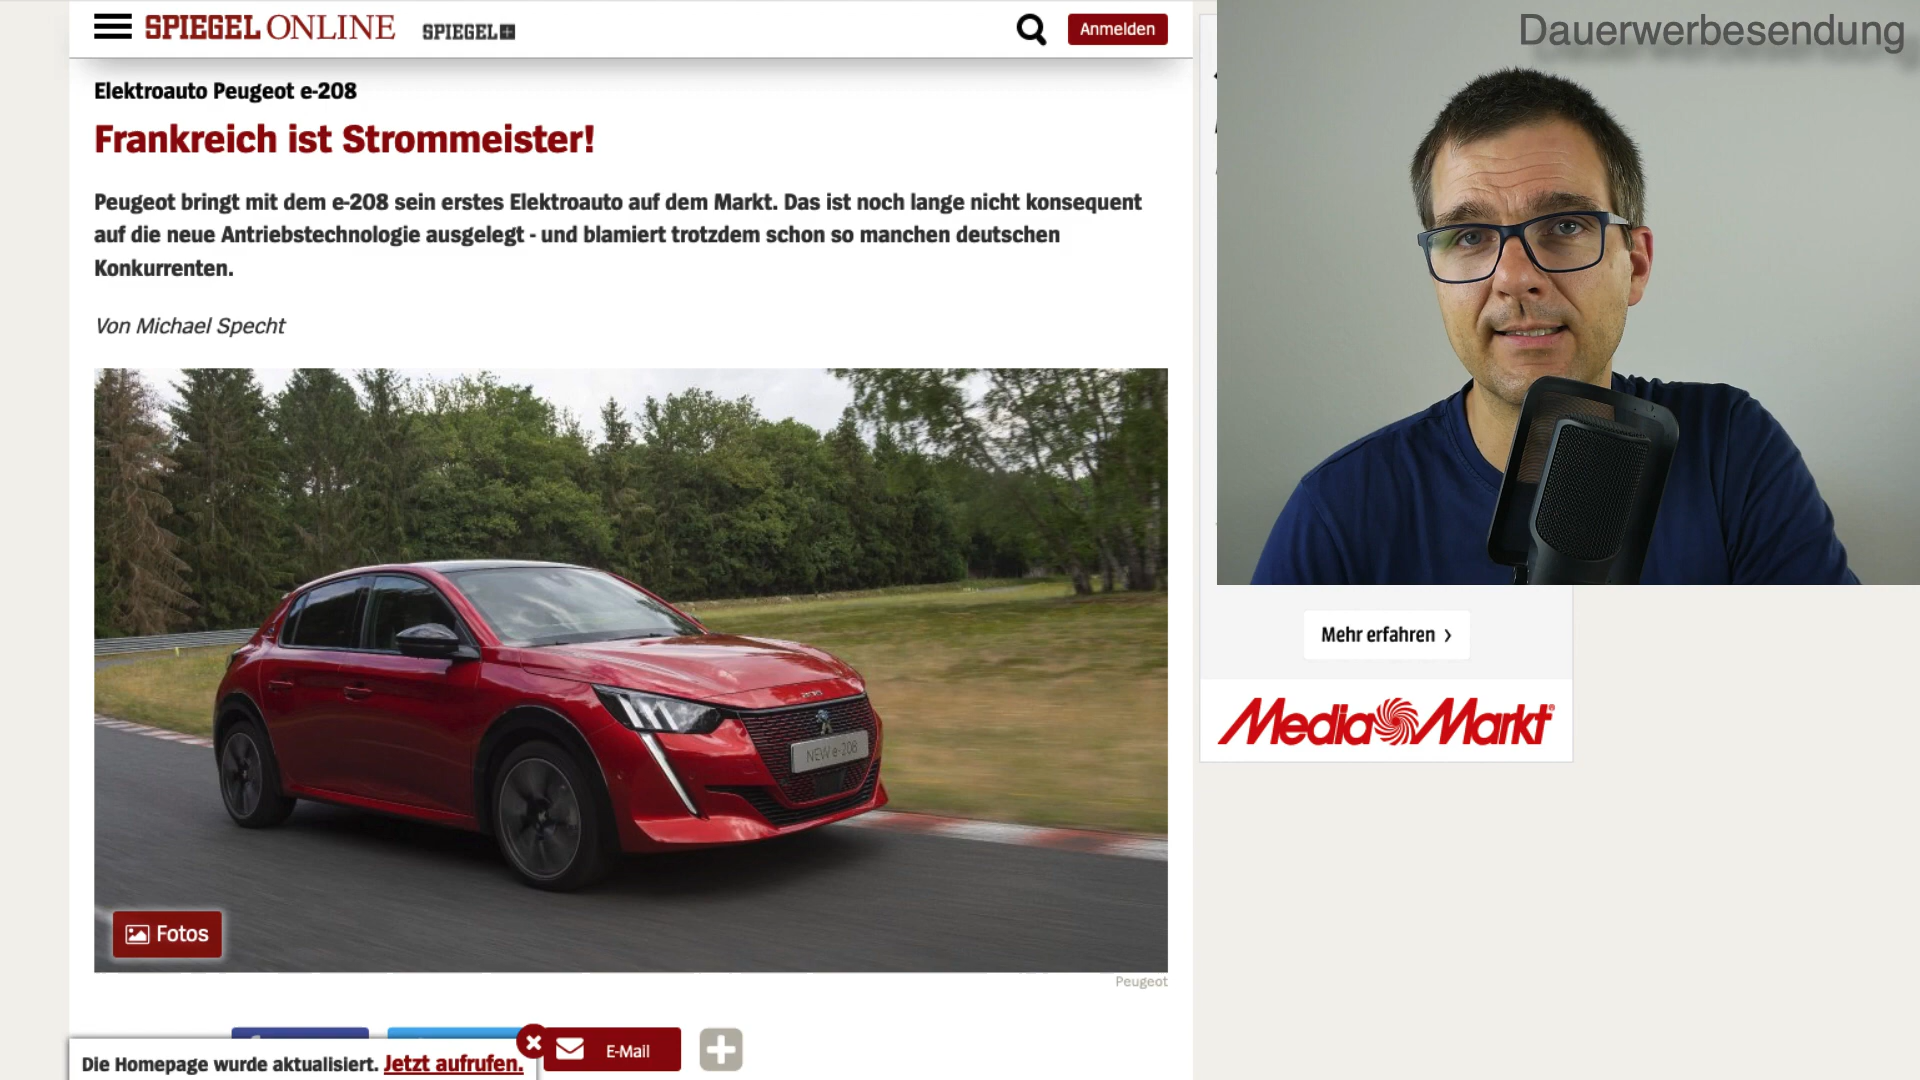 SPIEGEL ONLINE SPIEGEL+
Anmelden
Dauerwerbesendung
Elektroauto Peugeot e-208
Frankreich ist Strommeister!
Peugeot bringt mit dem e-208 sein erstes Elektroauto auf dem Markt. Das ist noch lange nicht konsequent
auf die neue Antriebstechnologie ausgelegt - und blamiert trotzdem schon so manchen deutschen
Konkurrenten.
Von Michael Specht
NEW e-208
Fotos
Peugeot
Mehr erfahren ›
Media Markt
E-Mail
Die Homepage wurde aktualisiert. Jetzt aufrufen.